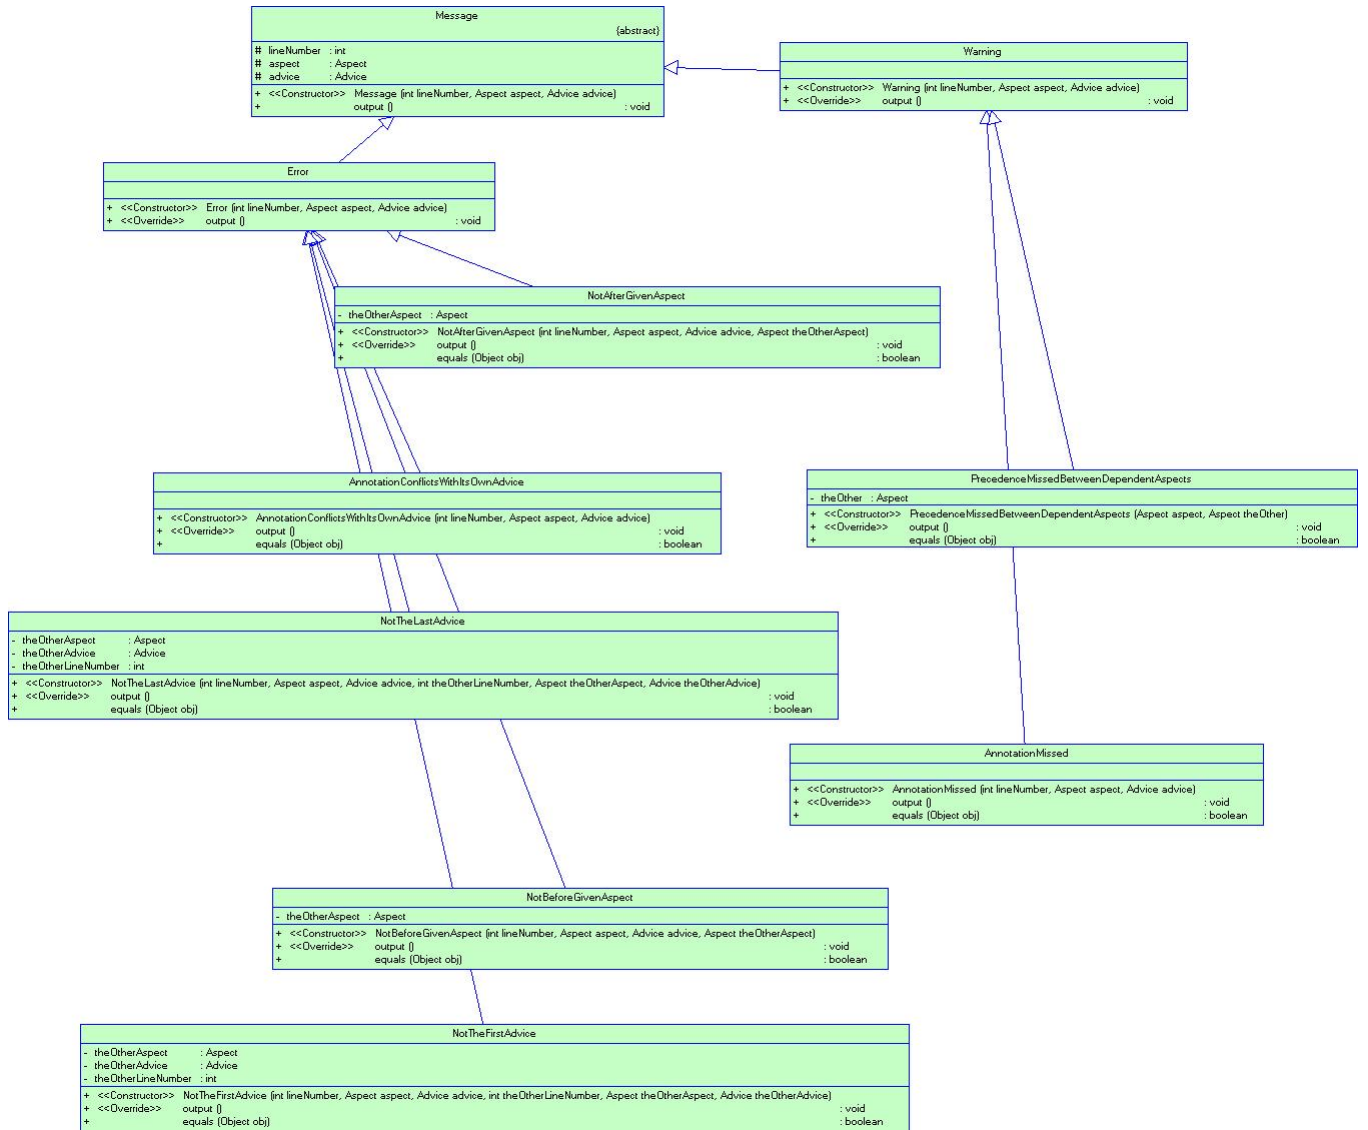 Message
{abstract}
# lineNumber : int
# aspect : Aspect
# advice : Advice
+ <<Constructor>> Message (int lineNumber, Aspect aspect, Advice advice)
+ output () : void
Warning
+ <<Constructor>> Warning (int lineNumber, Aspect aspect, Advice advice)
+ <<Override>> output () : void
Error
+ <<Constructor>> Error (int lineNumber, Aspect aspect, Advice advice)
+ <<Override>> output () : void
NotAfterGivenAspect
- theOtherAspect : Aspect
+ <<Constructor>> NotAfterGivenAspect (int lineNumber, Aspect aspect, Advice advice, Aspect theOtherAspect)
+ <<Override>> output () : void
+ equals (Object obj) : boolean
AnnotationConflictsWithItsOwnAdvice
+ <<Constructor>> AnnotationConflictsWithItsOwnAdvice (int lineNumber, Aspect aspect, Advice advice)
+ <<Override>> output () : void
+ equals (Object obj) : boolean
PrecedenceMissedBetweenDependentAspects
- theOther : Aspect
+ <<Constructor>> PrecedenceMissedBetweenDependentAspects (Aspect aspect, Aspect theOther)
+ <<Override>> output () : void
+ equals (Object obj) : boolean
NotTheLastAdvice
- theOtherAspect : Aspect
- theOtherAdvice : Advice
- theOtherLineNumber : int
+ <<Constructor>> NotTheLastAdvice (int lineNumber, Aspect aspect, Advice advice, int theOtherLineNumber, Aspect theOtherAspect, Advice theOtherAdvice)
+ <<Override>> output () : void
+ equals (Object obj) : boolean
AnnotationMissed
+ <<Constructor>> AnnotationMissed (int lineNumber, Aspect aspect, Advice advice)
+ <<Override>> output () : void
+ equals (Object obj) : boolean
NotBeforeGivenAspect
- theOtherAspect : Aspect
+ <<Constructor>> NotBeforeGivenAspect (int lineNumber, Aspect aspect, Advice advice, Aspect theOtherAspect)
+ <<Override>> output () : void
+ equals (Object obj) : boolean
NotTheFirstAdvice
- theOtherAspect : Aspect
- theOtherAdvice : Advice
- theOtherLineNumber : int
+ <<Constructor>> NotTheFirstAdvice (int lineNumber, Aspect aspect, Advice advice, int theOtherLineNumber, Aspect theOtherAspect, Advice theOtherAdvice)
+ <<Override>> output () : void
+ equals (Object obj) : boolean